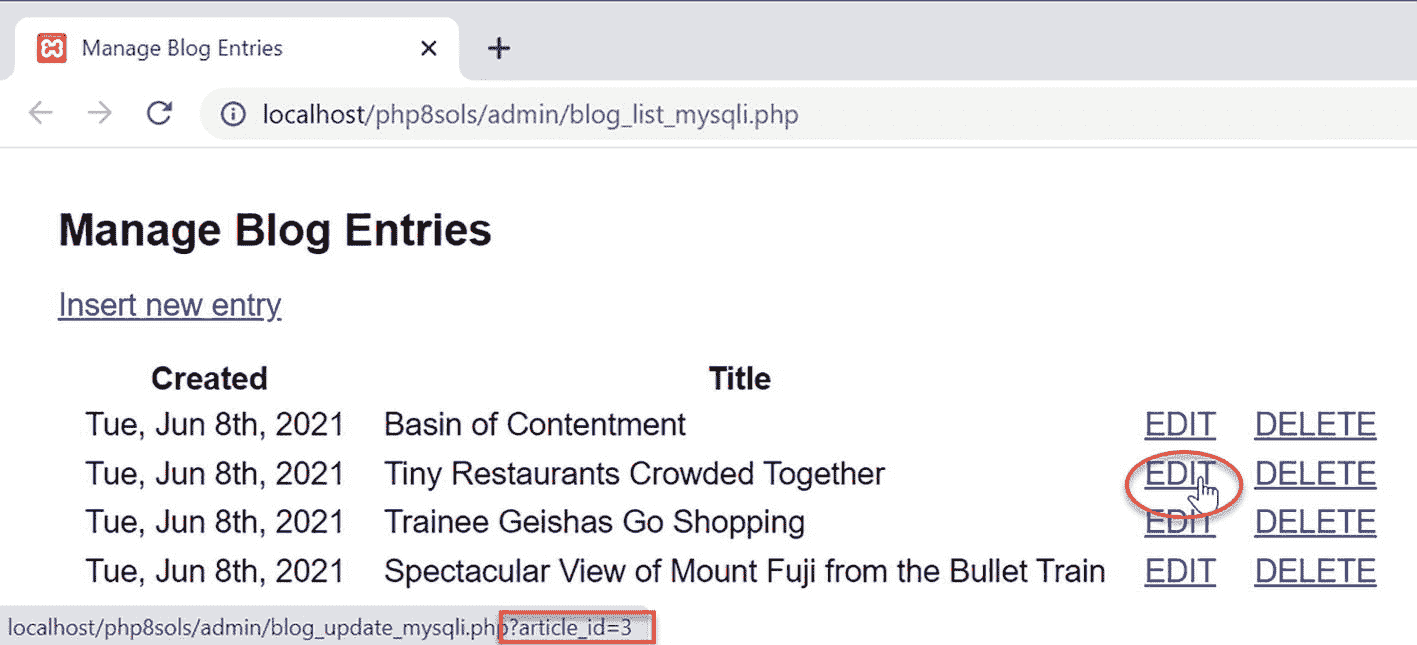 Manage Blog Entries
localhost/php8sols/admin/blog_list_mysqli.php
Manage Blog Entries
Insert new entry
Created Title
Tue, Jun 8th, 2021 Basin of Contentment EDIT DELETE
Tue, Jun 8th, 2021 Tiny Restaurants Crowded Together EDIT DELETE
Tue, Jun 8th, 2021 Trainee Geishas Go Shopping EDIT DELETE
Tue, Jun 8th, 2021 Spectacular View of Mount Fuji from the Bullet Train EDIT DELETE
localhost/php8sols/admin/blog_update_mysqli.php?article_id=3